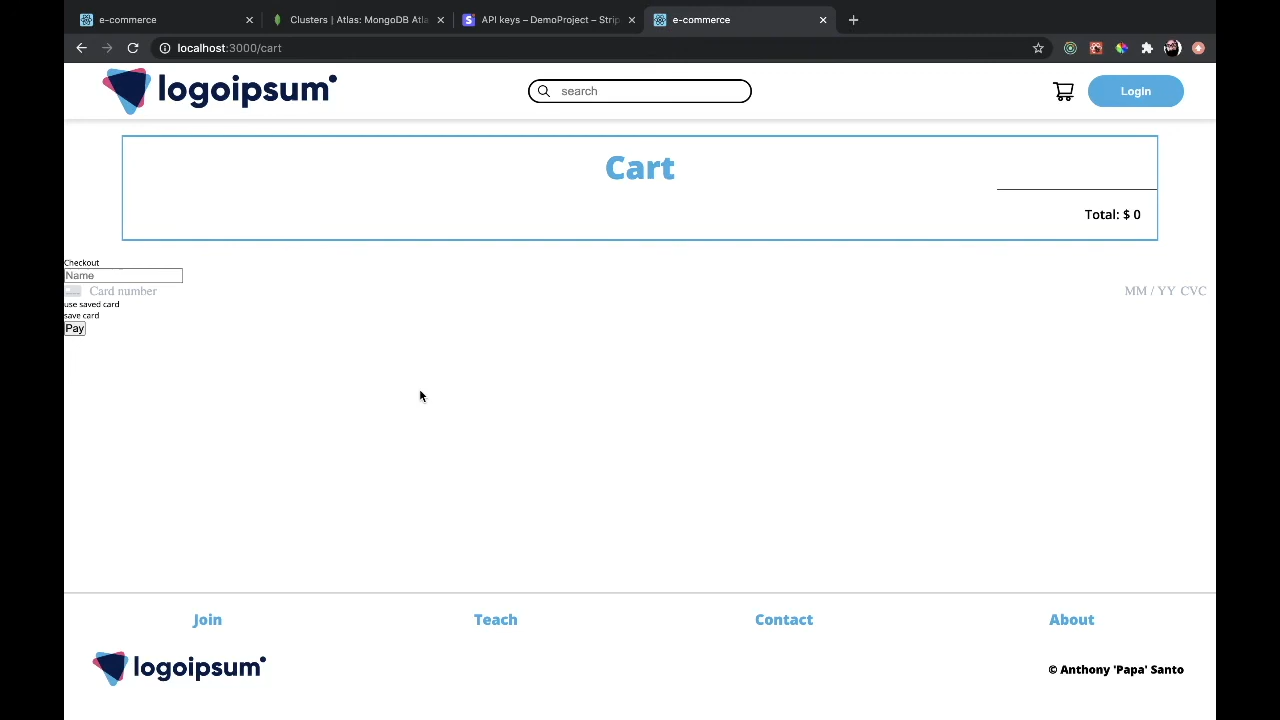 e-commerce
Clusters | Atlas: MongoDB Atla
API keys – DemoProject – Strip
e-commerce
localhost:3000/cart
logoipsum
search
Login
Cart
Total: $ 0
Checkout
Name
Card number
MM / YY CVC
use saved card
save card
Pay
Join
Teach
Contact
About
logoipsum
© Anthony 'Papa' Santo